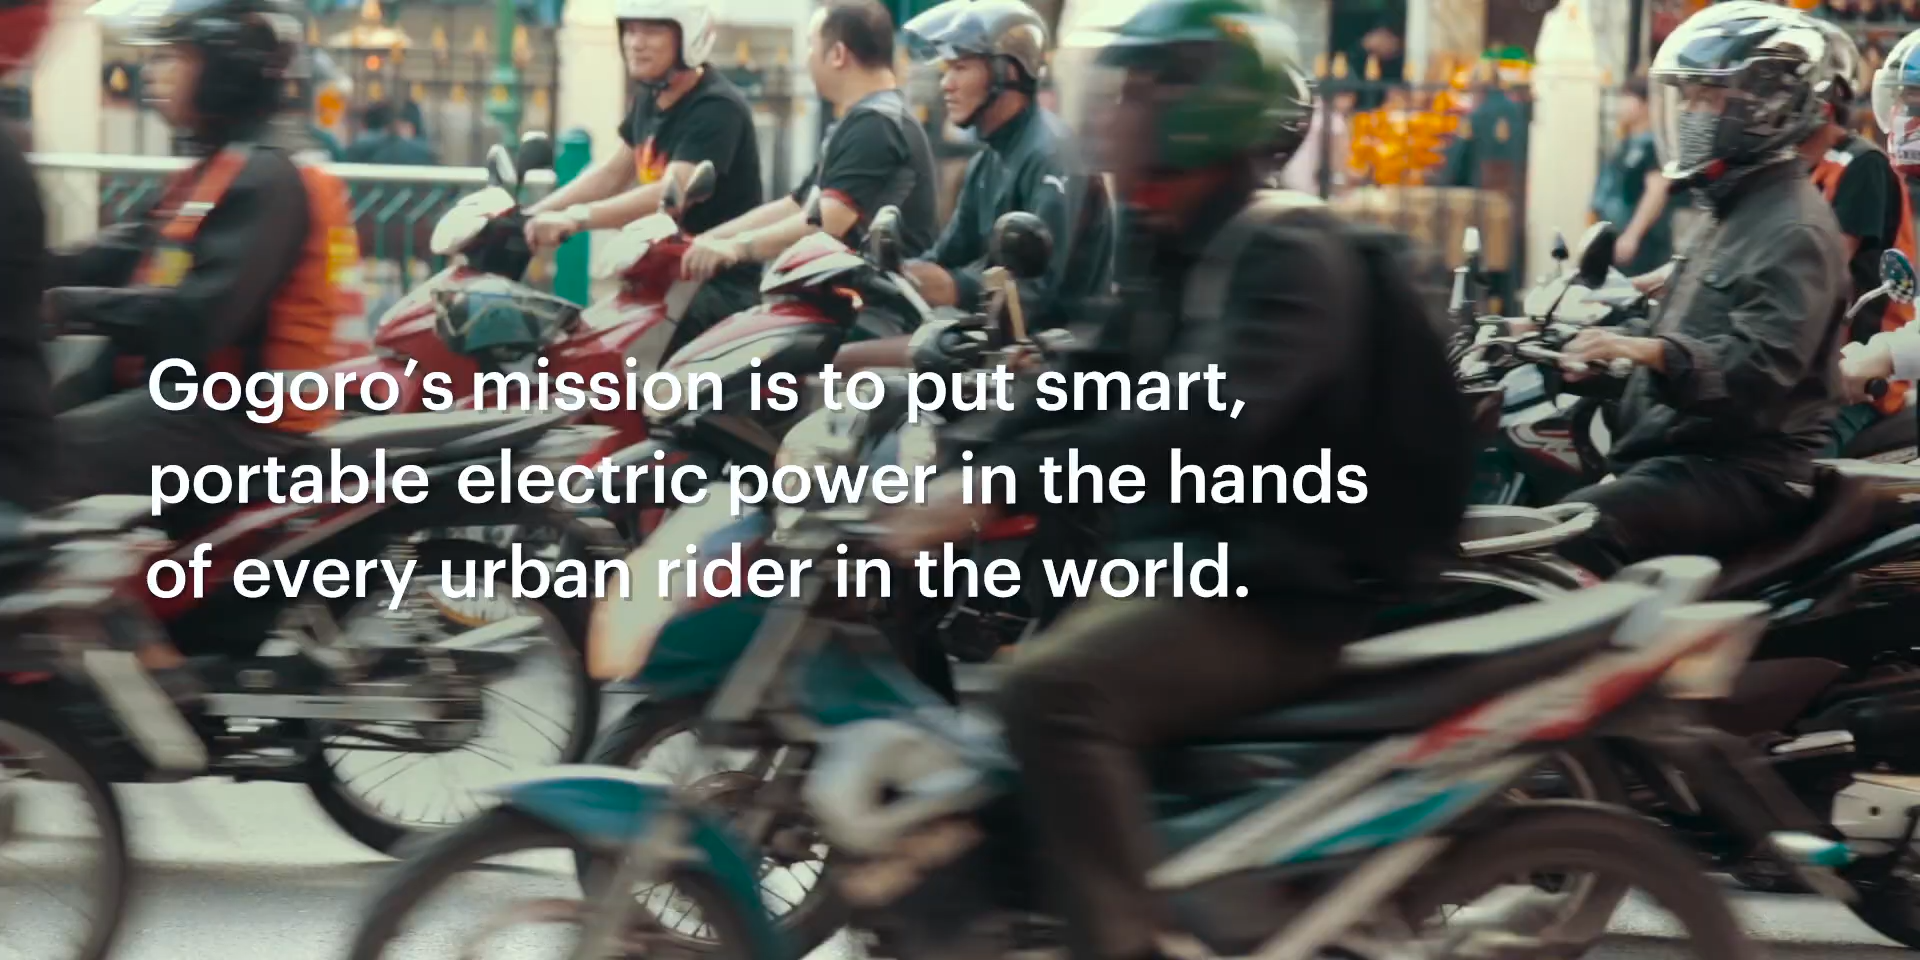 Gogoro’s mission is to put smart,
portable electric power in the hands
of every urban rider in the world.